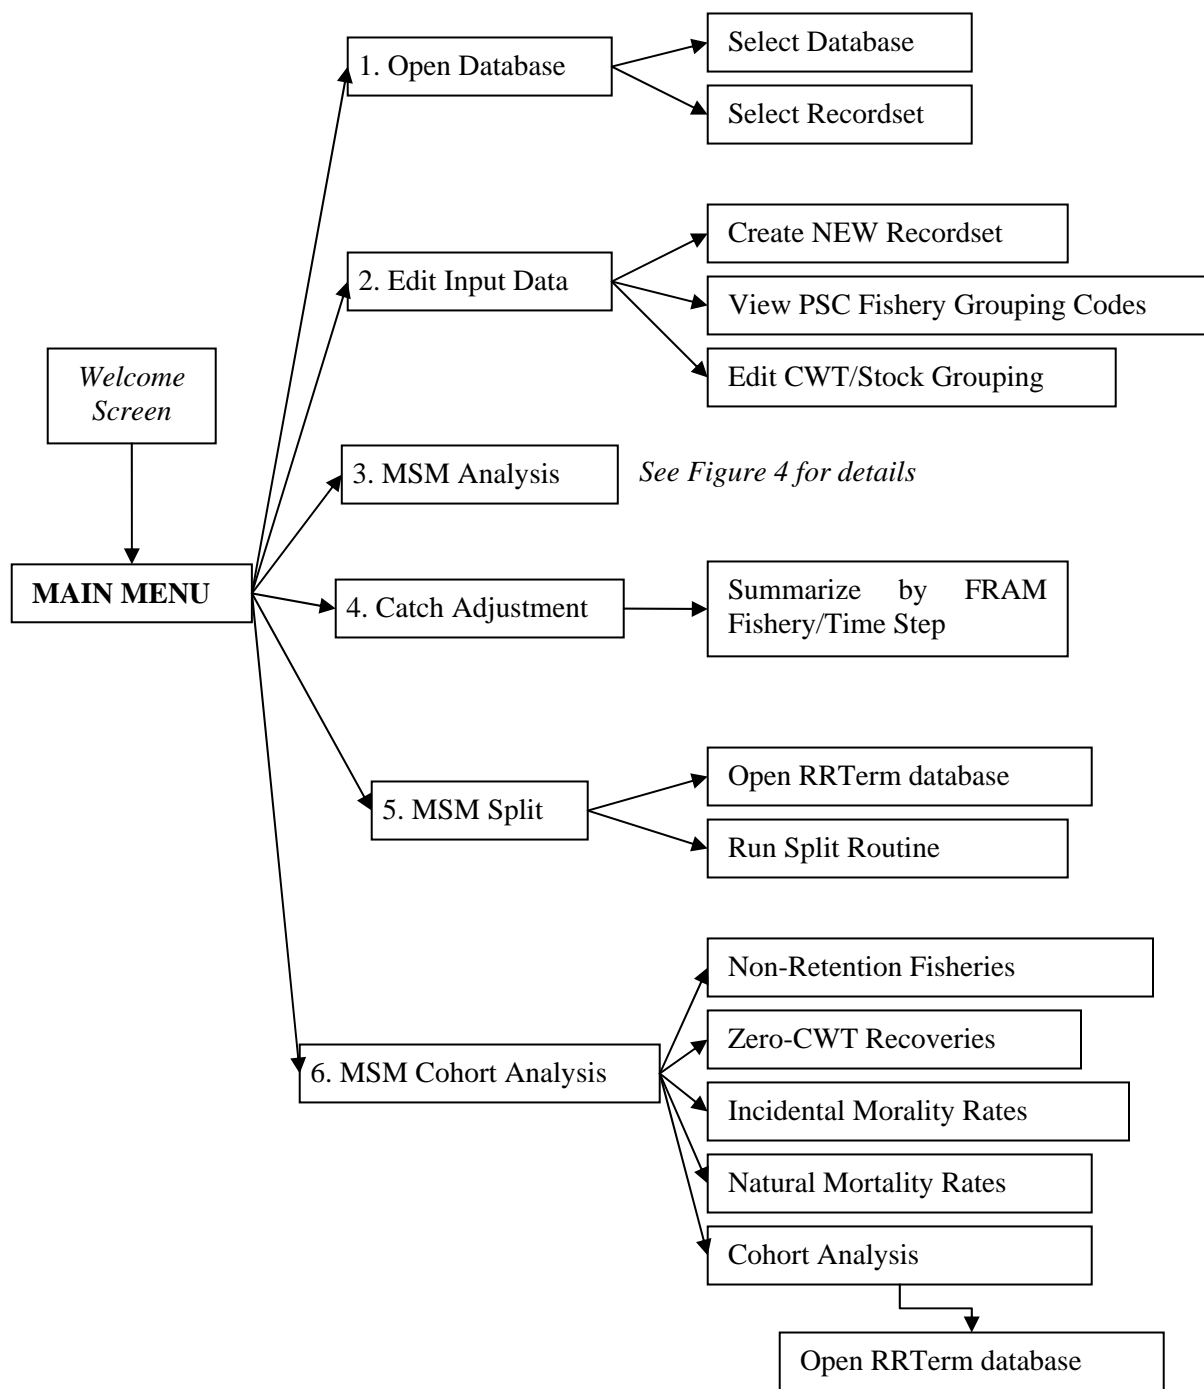 1. Open Database
Select Database
Select Recordset
2. Edit Input Data
Create NEW Recordset
View PSC Fishery Grouping Codes
Edit CWT/Stock Grouping
Welcome
Screen
3. MSM Analysis
See Figure 4 for details
MAIN MENU
4. Catch Adjustment
Summarize by FRAM
Fishery/Time Step
5. MSM Split
Open RRTerm database
Run Split Routine
6. MSM Cohort Analysis
Non-Retention Fisheries
Zero-CWT Recoveries
Incidental Morality Rates
Natural Mortality Rates
Cohort Analysis
Open RRTerm database